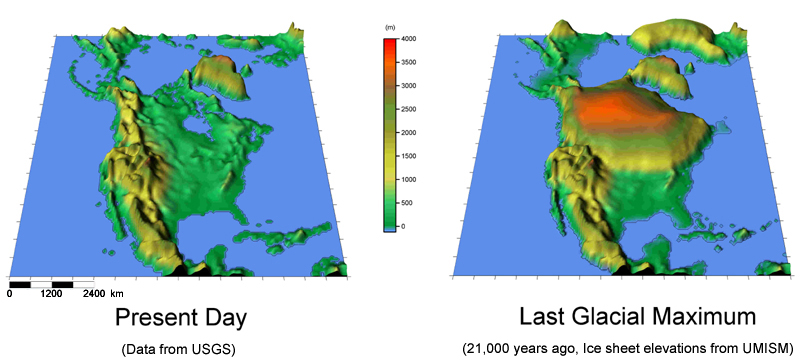 (m)
4000
3500
3000
2500
2000
1500
1000
500
0
0 1200 2400 km
Present Day
(Data from USGS)
Last Glacial Maximum
(21,000 years ago, Ice sheet elevations from UMISM)